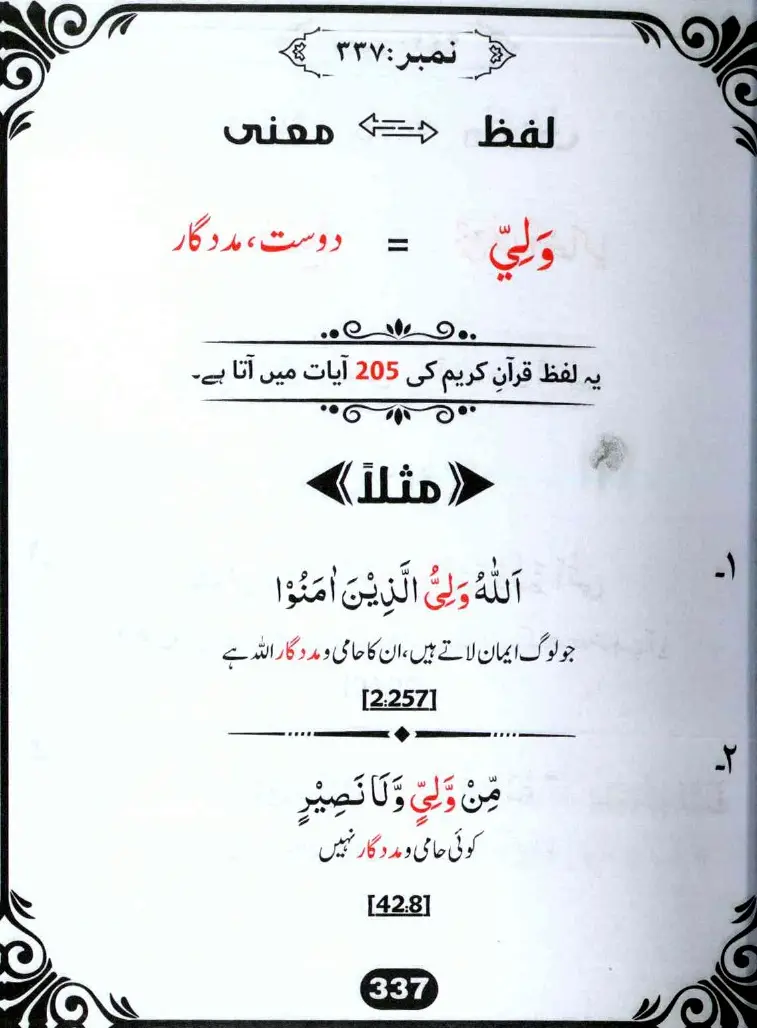 نمبر: ۳۳۷
لفظ ⇐⇒ معنی
وَلِيّ = دوست، مددگار
یہ لفظ قرآنِ کریم کی 205 آیات میں آتا ہے۔
مثلاً
۱۔
اَللّٰهُ وَلِىُّ الَّذِيْنَ اٰمَنُوْا
جو لوگ ایمان لاتے ہیں، ان کا حامی و مددگار اللہ ہے
[2:257]
۲۔
مِّنْ وَّلِىٍّ وَّلَا نَصِيْرٍ
کوئی حامی و مددگار نہیں
[42:8]
337